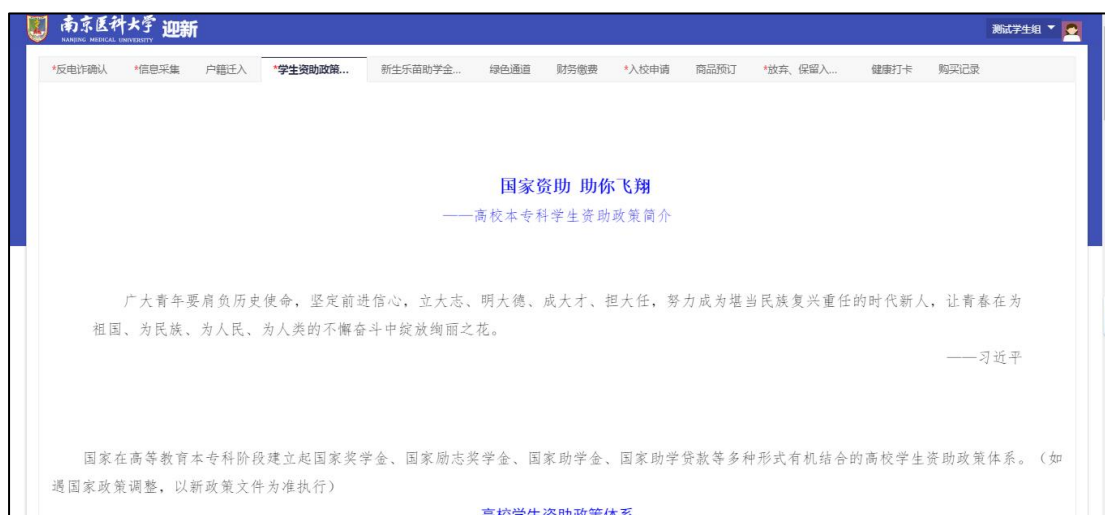 南京医科大学 迎新
NANJING MEDICAL UNIVERSITY
测试学生组
*反电诈确认 *信息采集 户籍迁入 *学生资助政策... 新生乐苗助学金... 绿色通道 财务缴费 *入校申请 商品预订 *放弃、保留入... 健康打卡 购买记录
国家资助 助你飞翔
——高校本专科学生资助政策简介
广大青年要肩负历史使命，坚定前进信心，立大志、明大德、成大才、担大任，努力成为堪当民族复兴重任的时代新人，让青春在为
祖国、为民族、为人民、为人类的不懈奋斗中绽放绚丽之花。
——习近平
国家在高等教育本专科阶段建立起国家奖学金、国家励志奖学金、国家助学金、国家助学贷款等多种形式有机结合的高校学生资助政策体系。（如
遇国家政策调整，以新政策文件为准执行）
高校学生资助政策体系